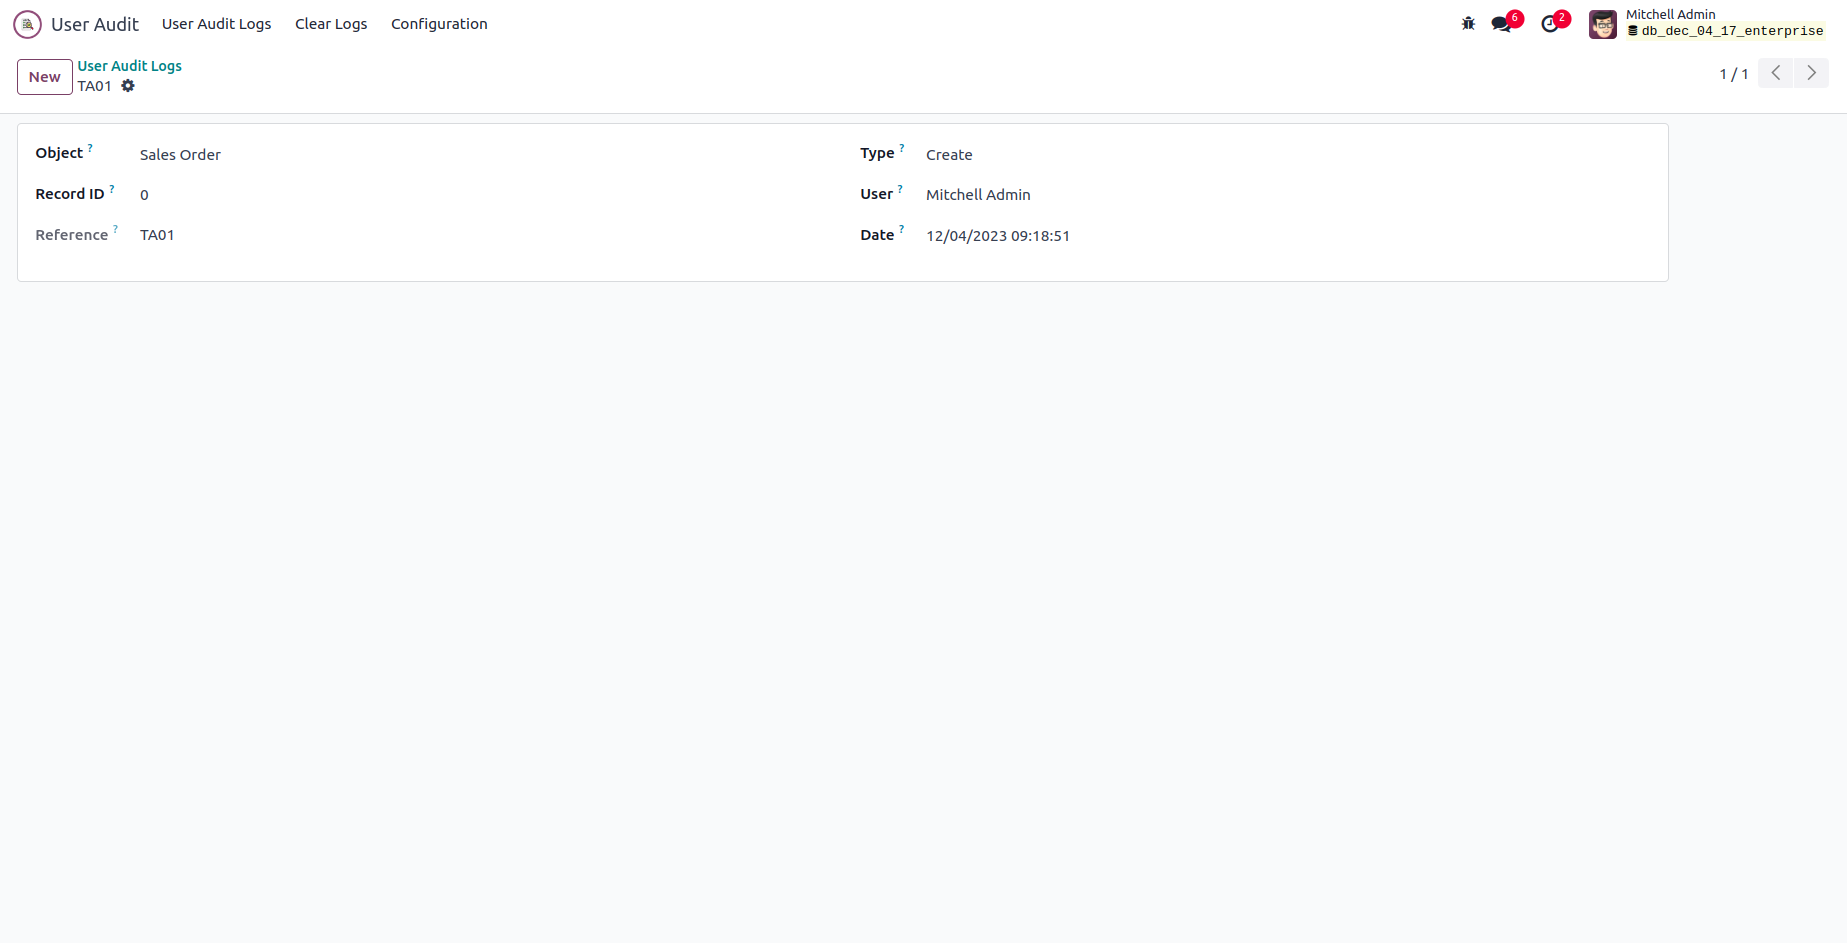 User Audit User Audit Logs Clear Logs Configuration 6 2 Mitchell Admin
db_dec_04_17_enterprise
New User Audit Logs
TA01 1 / 1
Object ? Sales Order Type ? Create
Record ID ? 0 User ? Mitchell Admin
Reference ? TA01 Date ? 12/04/2023 09:18:51